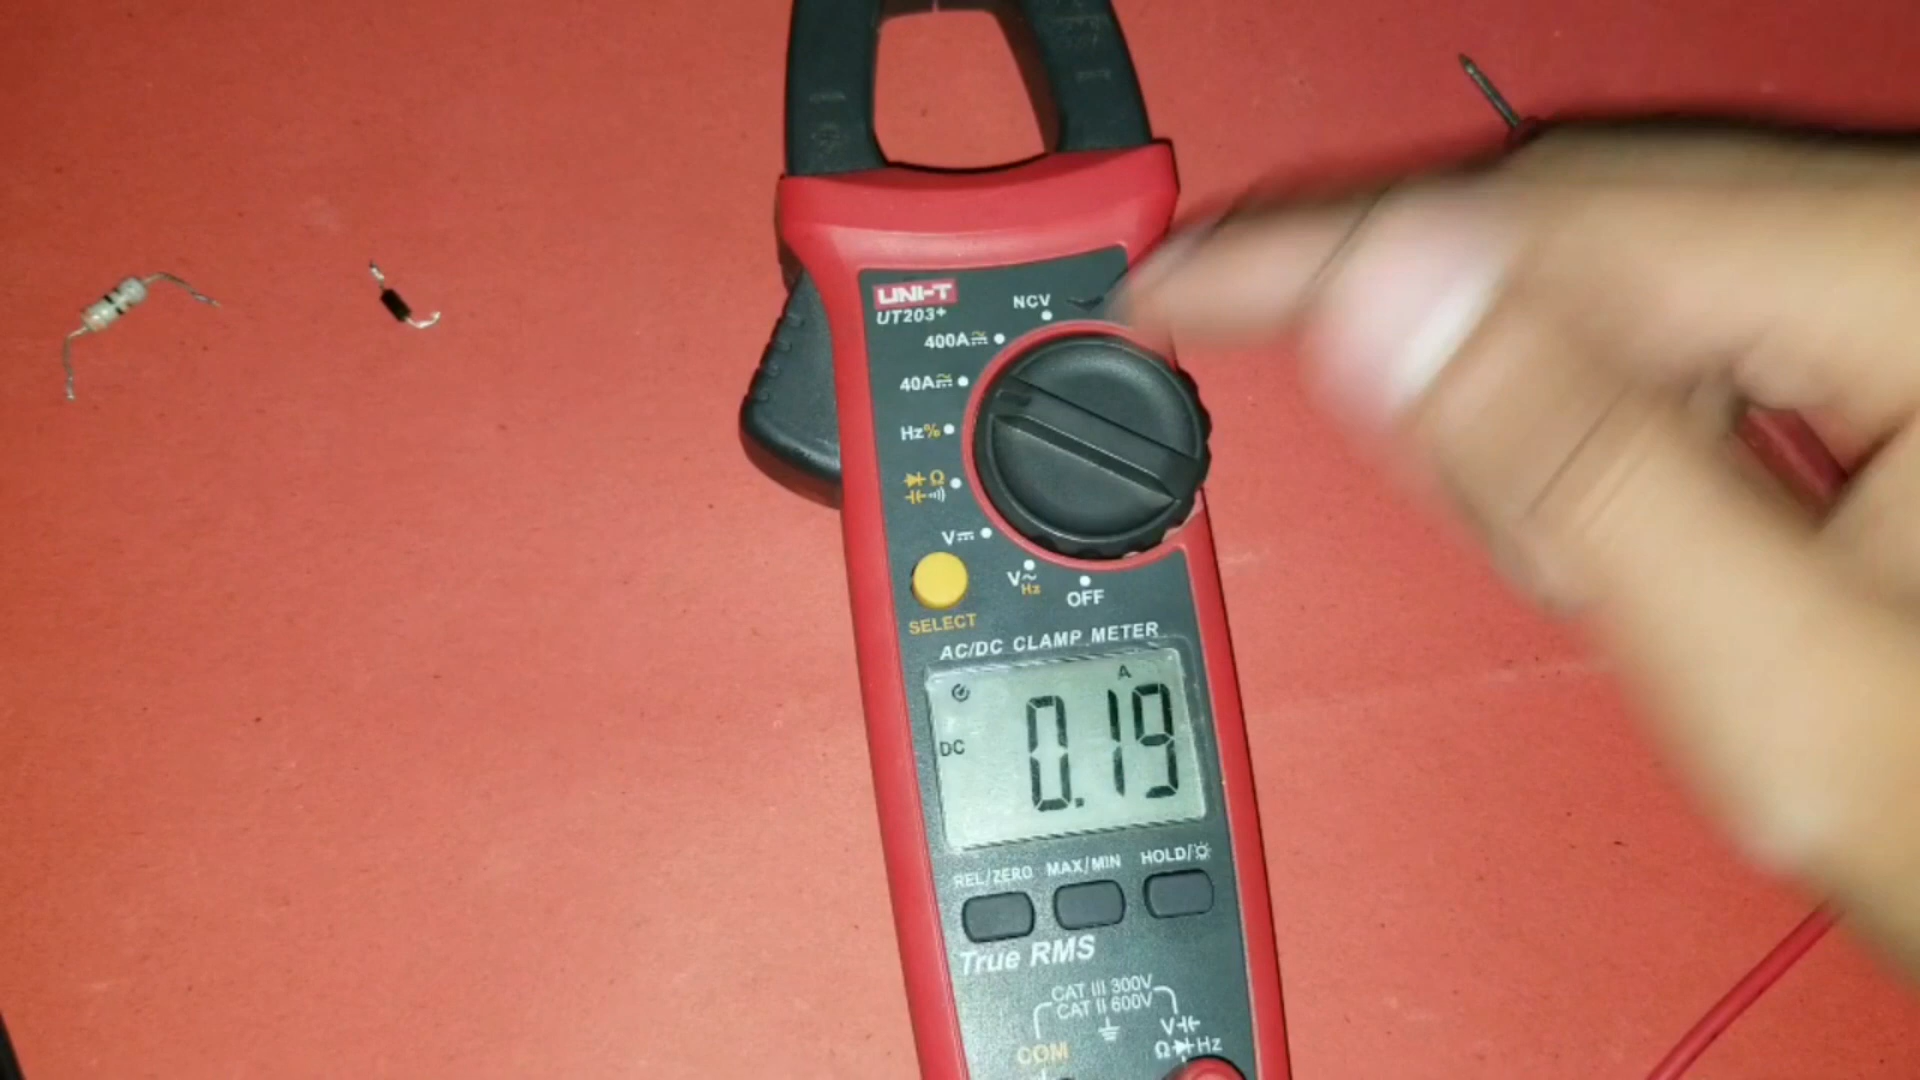 UNI-T
UT203+
NCV
400A
40A
Hz%
Ω
V
V~
Hz
OFF
SELECT
AC/DC CLAMP METER
A
DC
0.19
REL/ZERO MAX/MIN HOLD/
True RMS
CAT III 300V
CAT II 600V
V
COM
Ω Hz